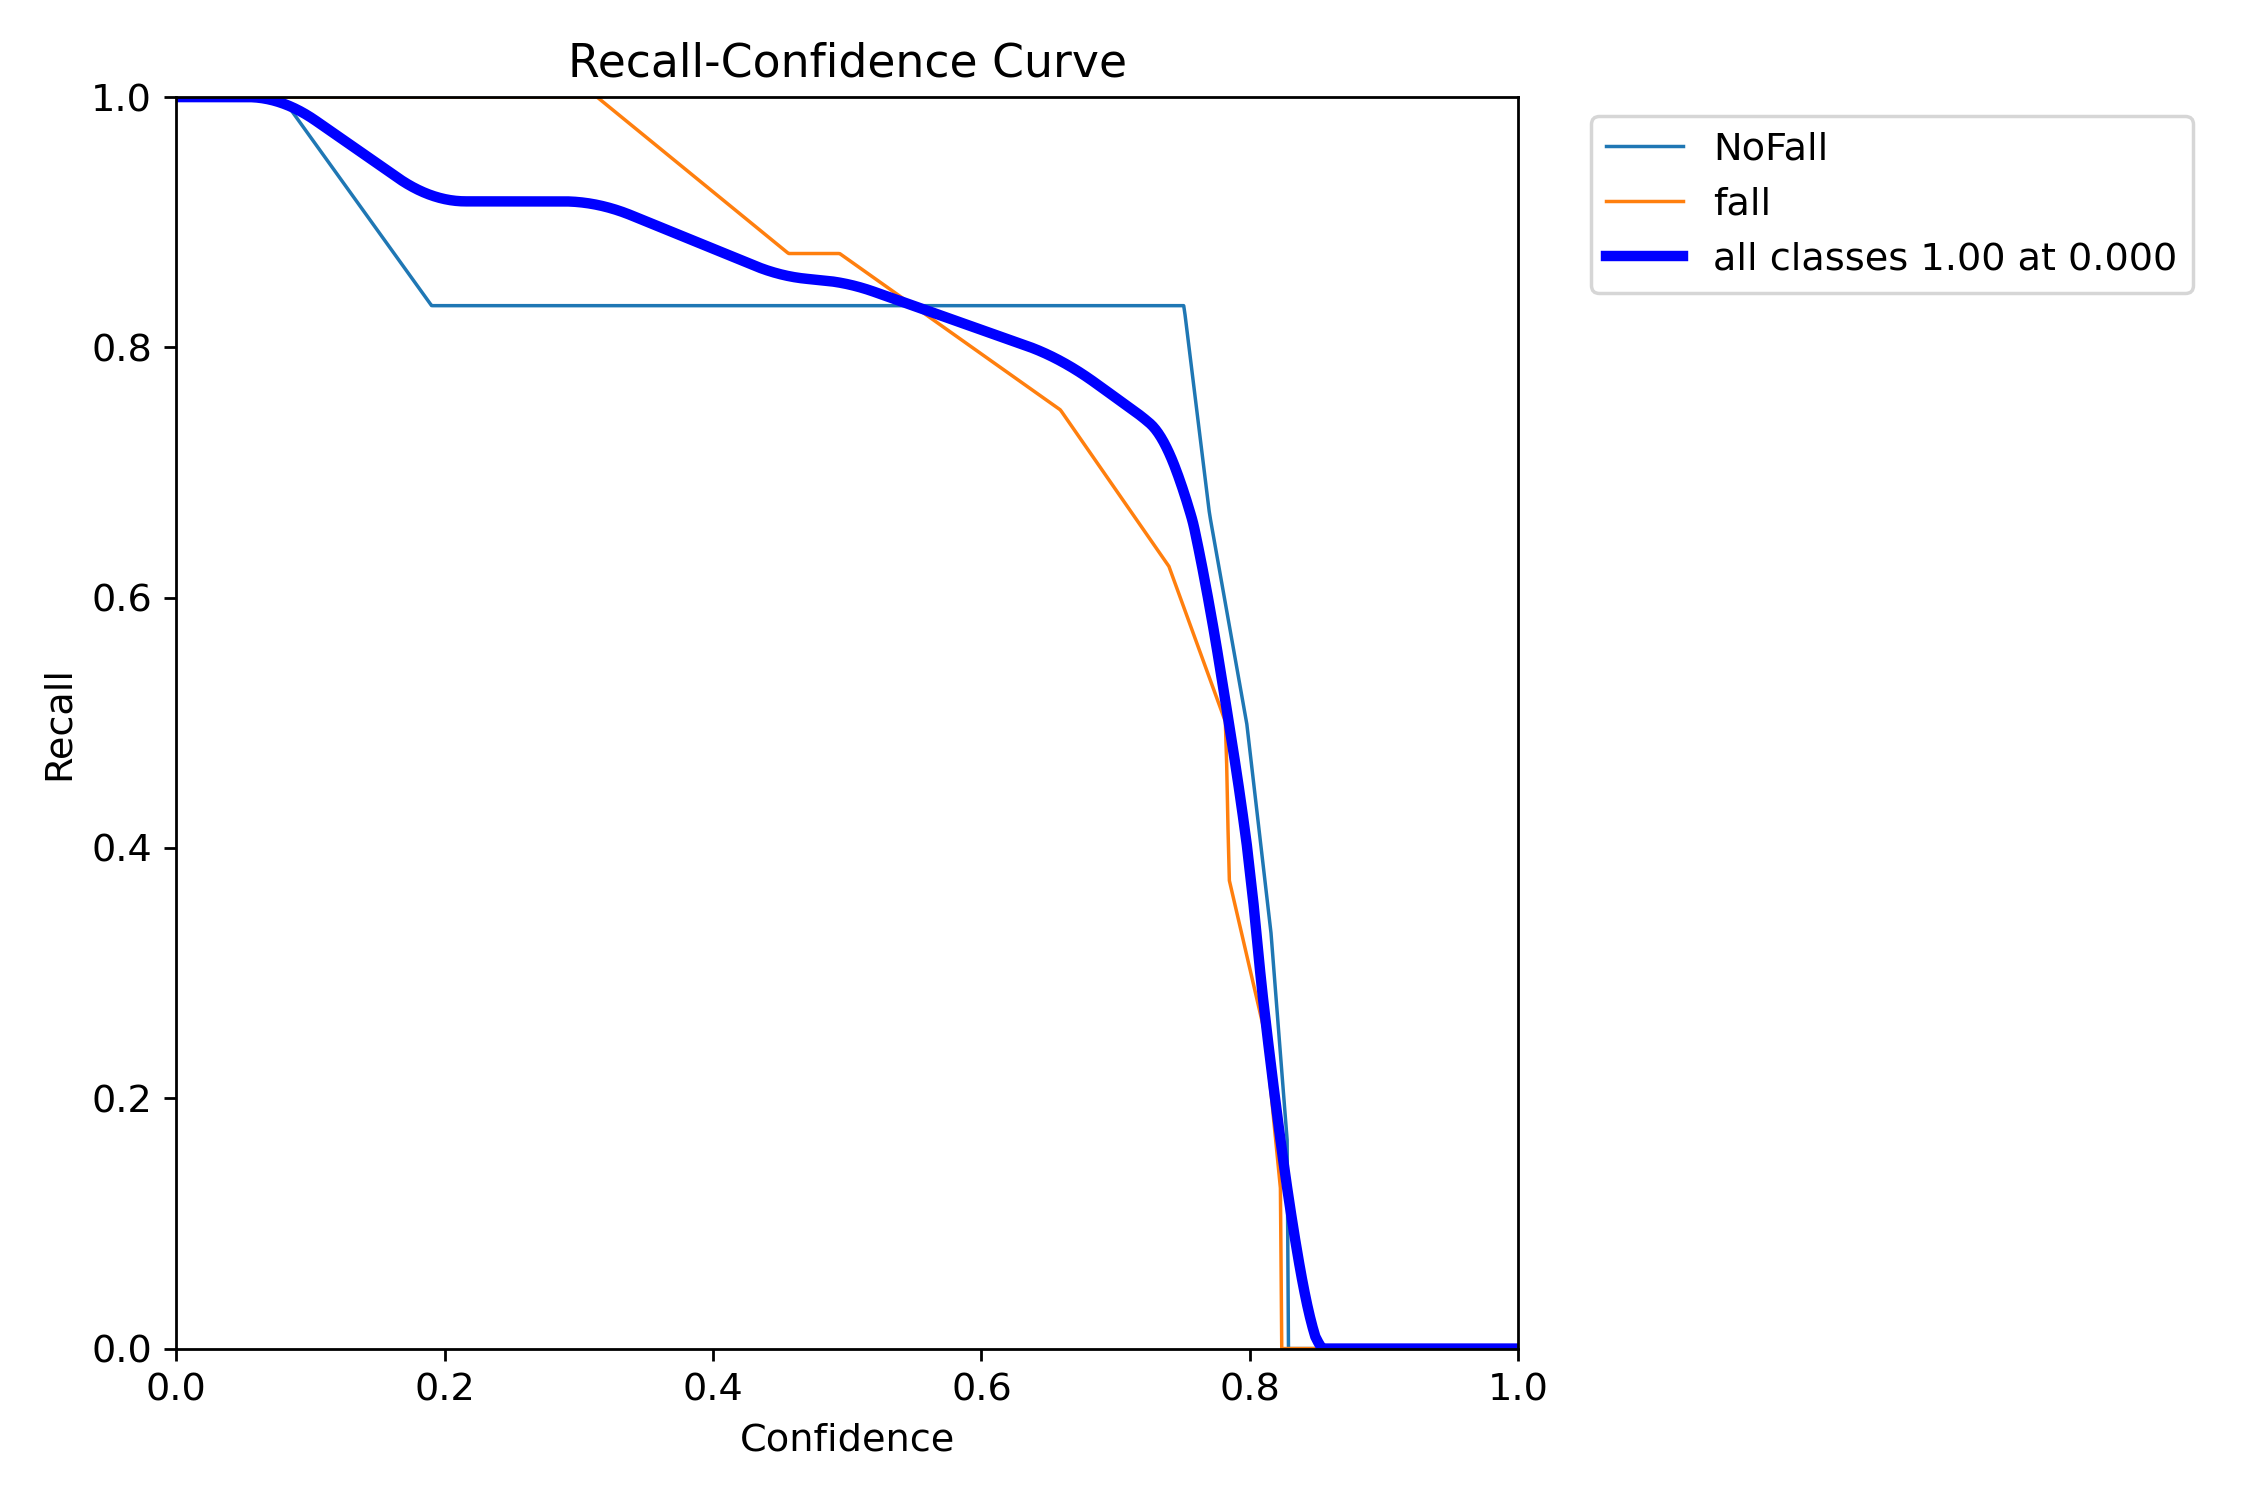 Recall-Confidence Curve
NoFall
fall
all classes 1.00 at 0.000
1.0
0.8
0.6
0.4
0.2
0.0
Recall
0.0 0.2 0.4 0.6 0.8 1.0
Confidence